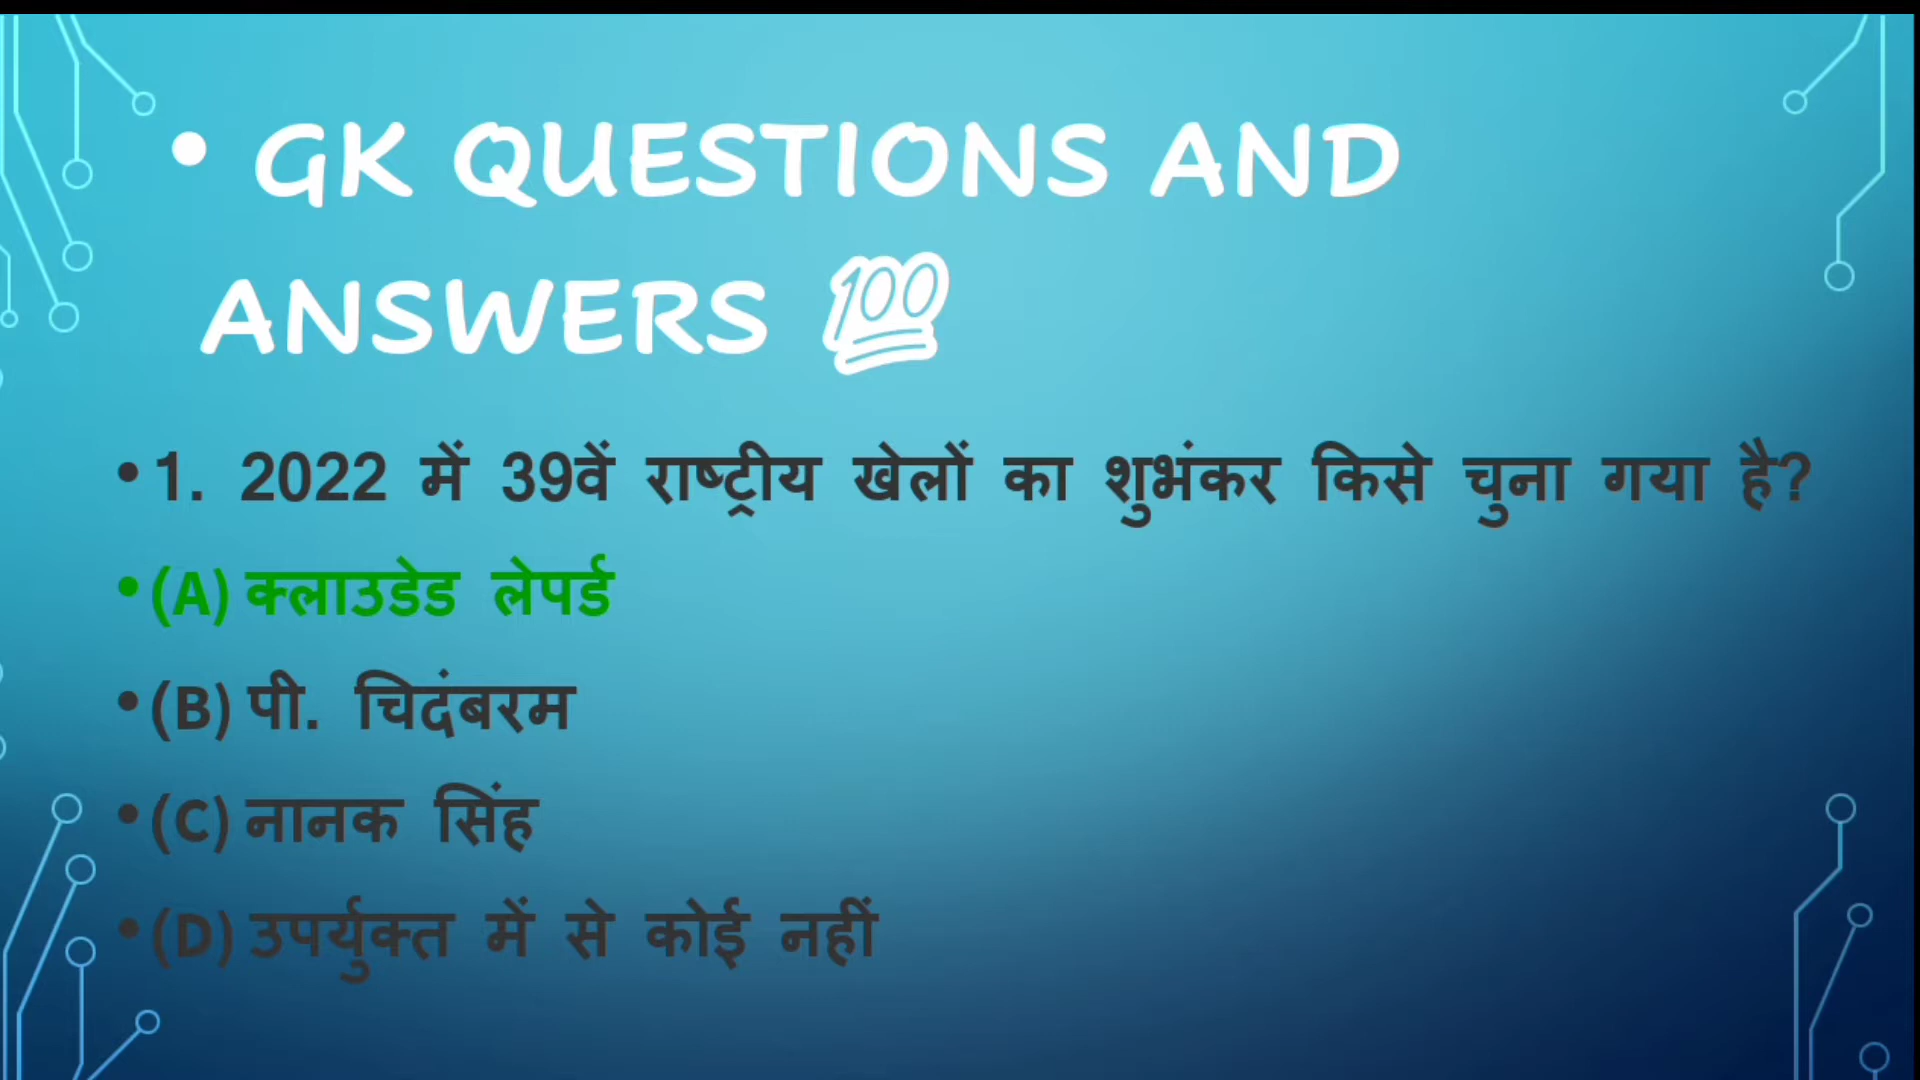 • GK QUESTIONS AND
ANSWERS 💯
• 1. 2022 में 39वें राष्ट्रीय खेलों का शुभंकर किसे चुना गया है?
• (A) क्लाउडेड लेपर्ड
• (B) पी. चिदंबरम
• (C) नानक सिंह
• (D) उपर्युक्त में से कोई नहीं